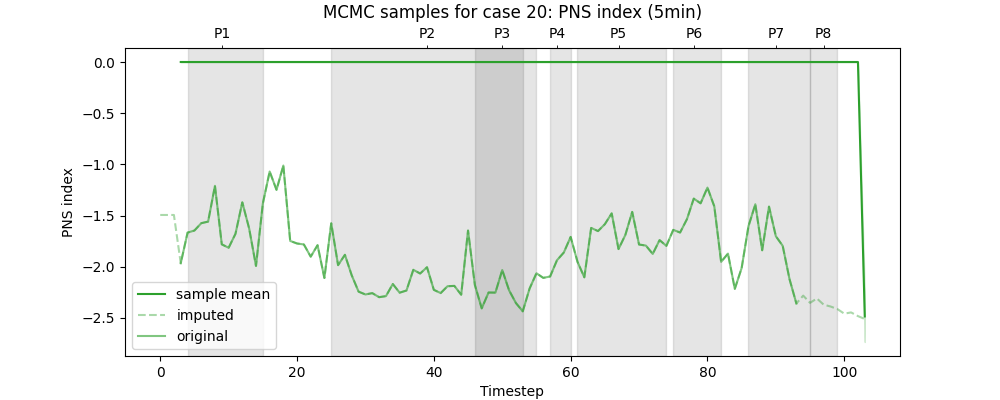 MCMC samples for case 20: PNS index (5min)
P1 P2 P3 P4 P5 P6 P7 P8
0.0
−0.5
−1.0
−1.5
−2.0
−2.5
PNS index
sample mean
imputed
original
0 20 40 60 80 100
Timestep